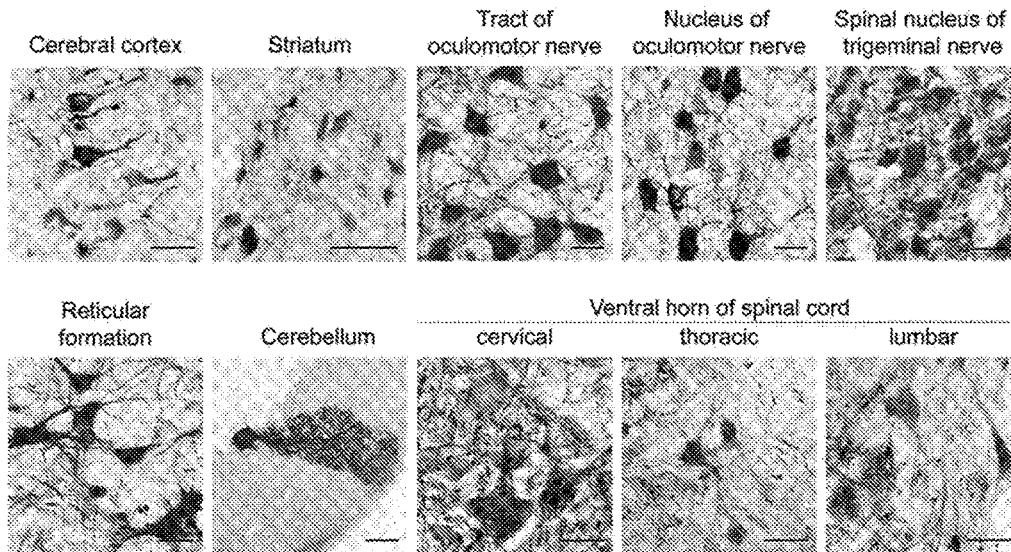 Cerebral cortex
Striatum
Tract of
oculomotor nerve
Nucleus of
oculomotor nerve
Spinal nucleus of
trigeminal nerve
Reticular
formation
Cerebellum
Ventral horn of spinal cord
cervical
thoracic
lumbar